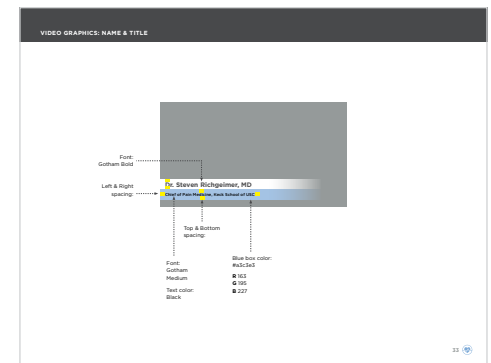 VIDEO GRAPHICS: NAME & TITLE
Font:
Gotham Bold
Left & Right
spacing:
Dr. Steven Richgeimer, MD
Chief of Pain Medicine, Keck School of USC
Top & Bottom
spacing:
Font:
Gotham
Medium
Text color:
Black
Blue box color:
#a3c3e3
R 163
G 195
B 227
33